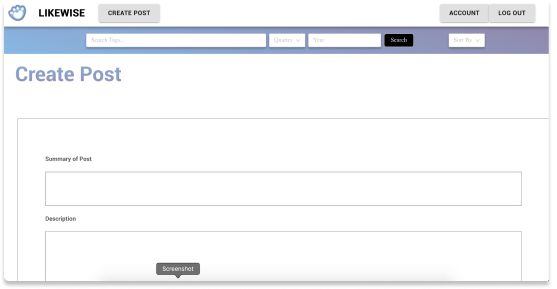 LIKEWISE CREATE POST ACCOUNT LOG OUT
Search Tags... Quarter Year Search Sort By
Create Post
Summary of Post
Description
Screenshot